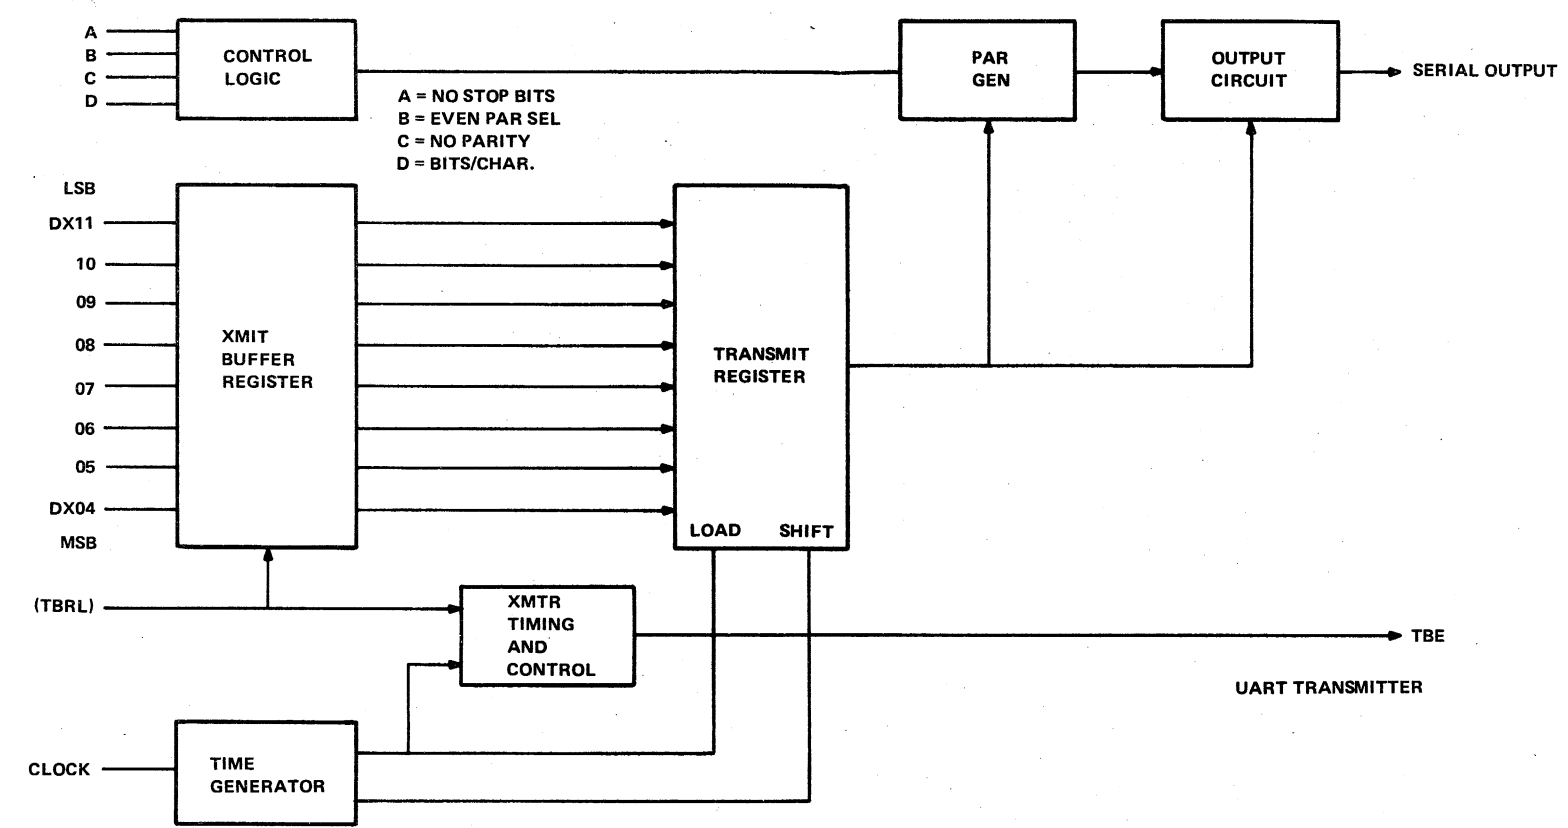 A
B
C
D
CONTROL
LOGIC
A = NO STOP BITS
B = EVEN PAR SEL
C = NO PARITY
D = BITS/CHAR.
PAR
GEN
OUTPUT
CIRCUIT
SERIAL OUTPUT
LSB
DX11
10
09
08
07
06
05
DX04
MSB
XMIT
BUFFER
REGISTER
TRANSMIT
REGISTER
LOAD SHIFT
(TBRL)
XMTR
TIMING
AND
CONTROL
TBE
UART TRANSMITTER
CLOCK
TIME
GENERATOR